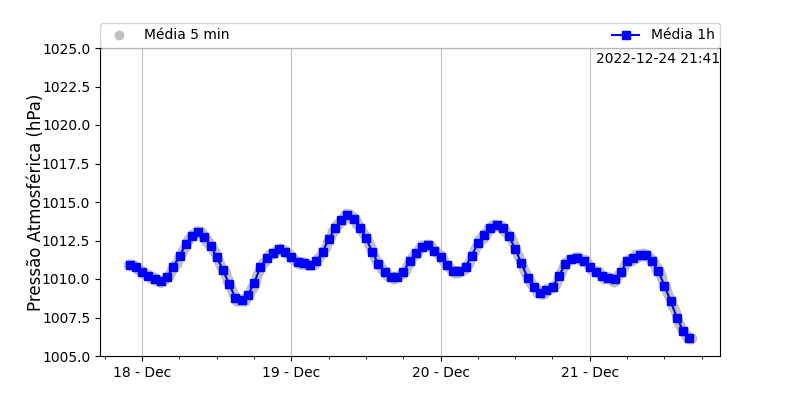 Média 5 min
Média 1h
2022-12-24 21:41
Pressão Atmosférica (hPa)
1025.0
1022.5
1020.0
1017.5
1015.0
1012.5
1010.0
1007.5
1005.0
18 - Dec
19 - Dec
20 - Dec
21 - Dec